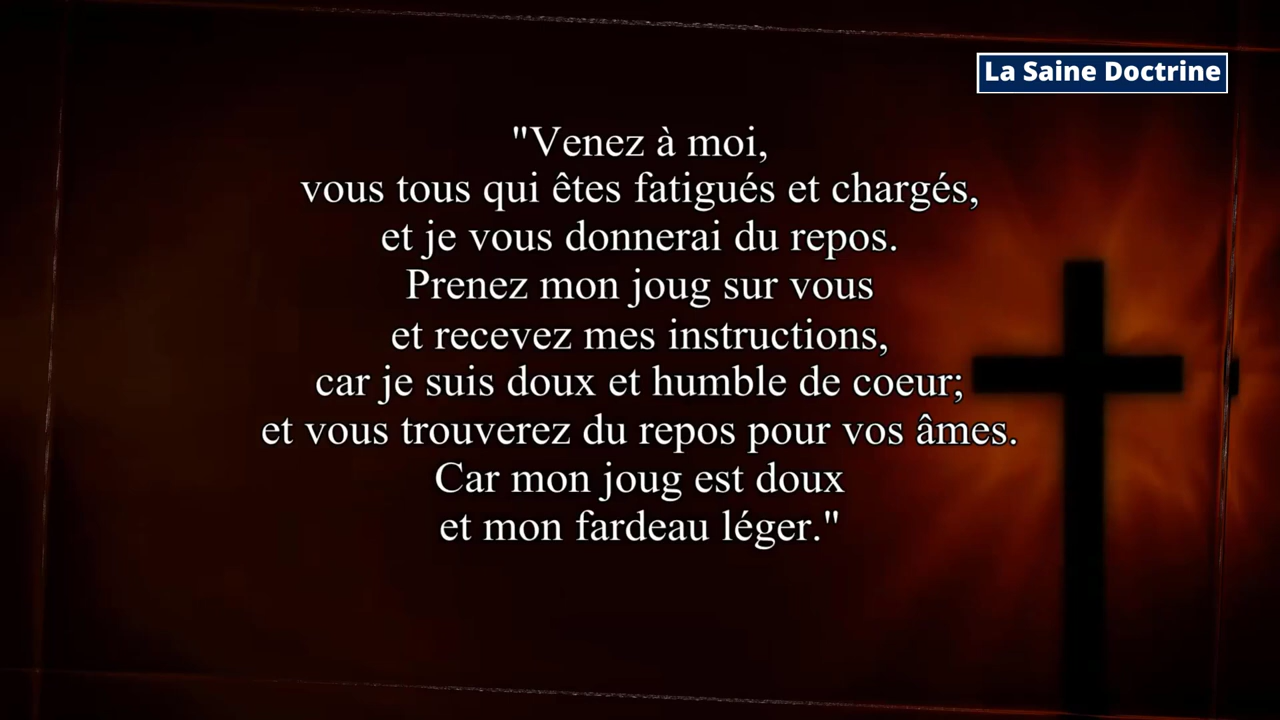 La Saine Doctrine
"Venez à moi,
vous tous qui êtes fatigués et chargés,
et je vous donnerai du repos.
Prenez mon joug sur vous
et recevez mes instructions,
car je suis doux et humble de coeur;
et vous trouverez du repos pour vos âmes.
Car mon joug est doux
et mon fardeau léger."